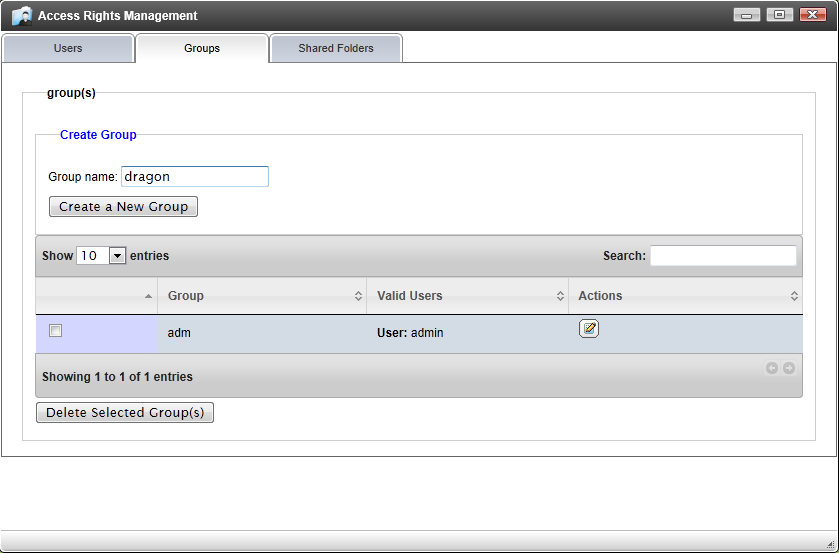 Access Rights Management
Users Groups Shared Folders
group(s)
Create Group
Group name: dragon
Create a New Group
Show 10 entries Search:
Group Valid Users Actions
adm User: admin
Showing 1 to 1 of 1 entries
Delete Selected Group(s)